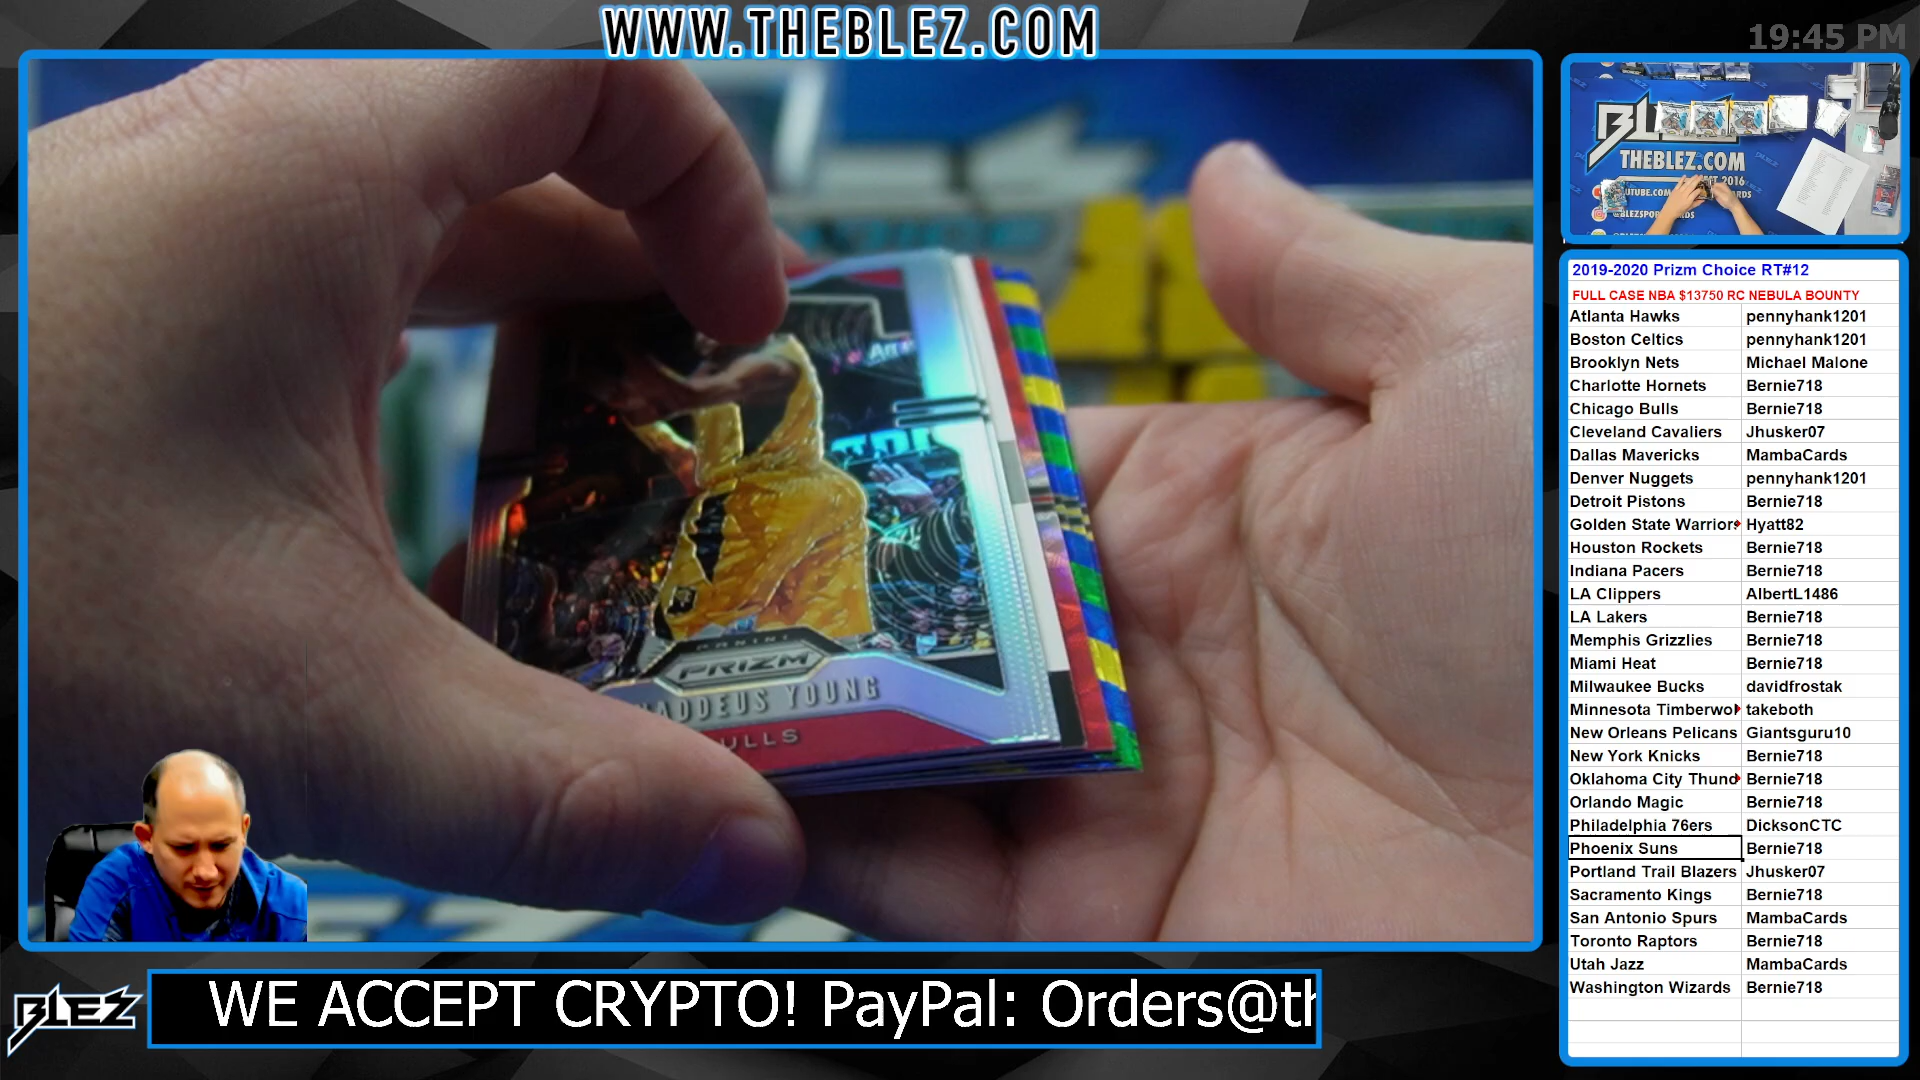 WWW.THEBLEZ.COM
19:45 PM
THEBLEZ.COM
2019-2020 Prizm Choice RT#12
FULL CASE NBA $13750 RC NEBULA BOUNTY
Atlanta Hawks pennyhank1201
Boston Celtics pennyhank1201
Brooklyn Nets Michael Malone
Charlotte Hornets Bernie718
Chicago Bulls Bernie718
Cleveland Cavaliers Jhusker07
Dallas Mavericks MambaCards
Denver Nuggets pennyhank1201
Detroit Pistons Bernie718
Golden State Warriors Hyatt82
Houston Rockets Bernie718
Indiana Pacers Bernie718
LA Clippers AlbertL1486
LA Lakers Bernie718
Memphis Grizzlies Bernie718
Miami Heat Bernie718
Milwaukee Bucks davidfrostak
Minnesota Timberwol takeboth
New Orleans Pelicans Giantsguru10
New York Knicks Bernie718
Oklahoma City Thund Bernie718
Orlando Magic Bernie718
Philadelphia 76ers DicksonCTC
Phoenix Suns Bernie718
Portland Trail Blazers Jhusker07
Sacramento Kings Bernie718
San Antonio Spurs MambaCards
Toronto Raptors Bernie718
Utah Jazz MambaCards
Washington Wizards Bernie718
PANINI
PRIZM
ADDEUS YOUNG
ULLS
BLEZ
WE ACCEPT CRYPTO! PayPal: Orders@th